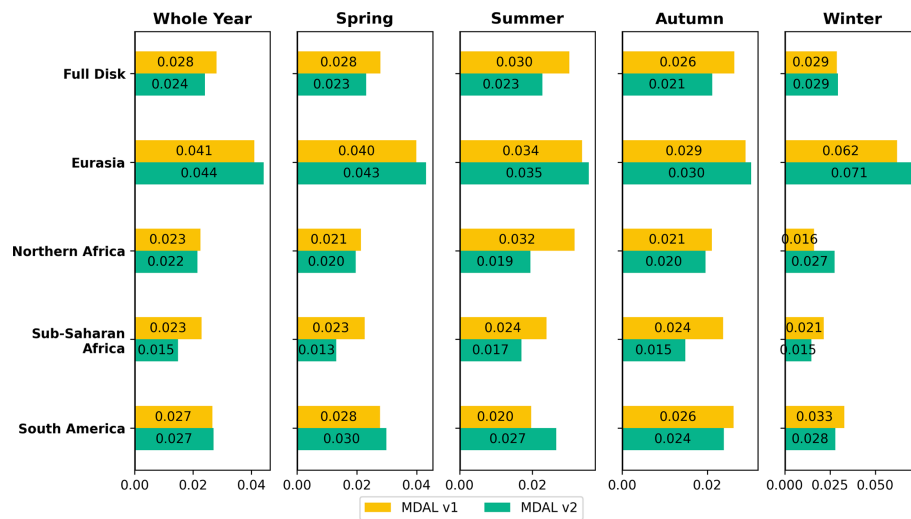 Whole Year Spring Summer Autumn Winter
Full Disk 0.028 0.028 0.030 0.026 0.029
0.024 0.023 0.023 0.021 0.029
Eurasia 0.041 0.040 0.034 0.029 0.062
0.044 0.043 0.035 0.030 0.071
Northern Africa 0.023 0.021 0.032 0.021 0.016
0.022 0.020 0.019 0.020 0.027
Sub-Saharan 0.023 0.023 0.024 0.024 0.021
Africa 0.015 0.013 0.017 0.015 0.015
South America 0.027 0.028 0.020 0.026 0.033
0.027 0.030 0.027 0.024 0.028
0.00 0.02 0.04 0.00 0.02 0.04 0.00 0.02 0.00 0.02 0.000 0.025 0.050
MDAL v1 MDAL v2